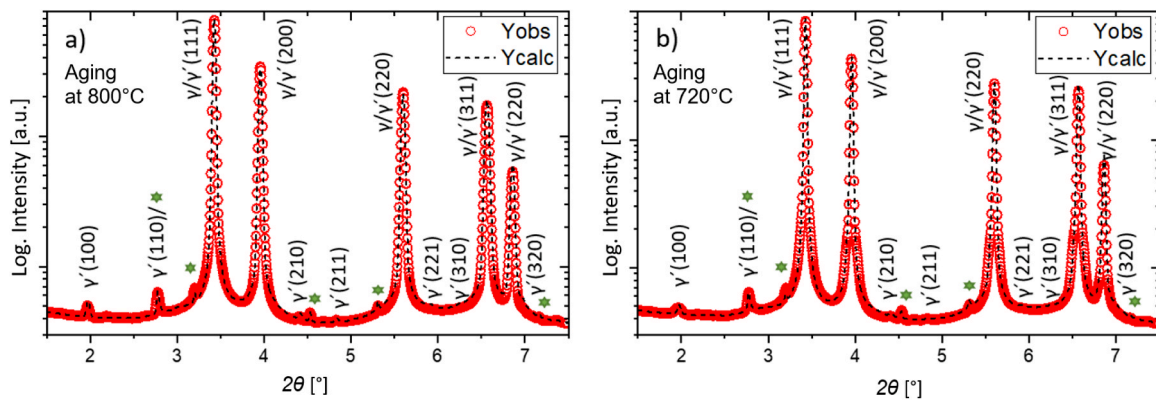 a)
Aging
at 800°C
Yobs
Ycalc
γ/γ´(111)
γ/γ´(200)
γ/γ´(220)
γ/γ´(311)
γ/γ´(220)
γ´(100)
γ´(110)/
γ´(210)
γ´(211)
γ´(221)
γ´(310)
γ´(320)
Log. Intensity [a.u.]
2 3 4 5 6 7
2θ [°]
b)
Aging
at 720°C
Yobs
Ycalc
γ/γ´(111)
γ/γ´(200)
γ/γ´(220)
γ/γ´(311)
γ/γ´(220)
γ´(100)
γ´(110)/
γ´(210)
γ´(211)
γ´(221)
γ´(310)
γ´(320)
Log. Intensity [a.u.]
2 3 4 5 6 7
2θ [°]